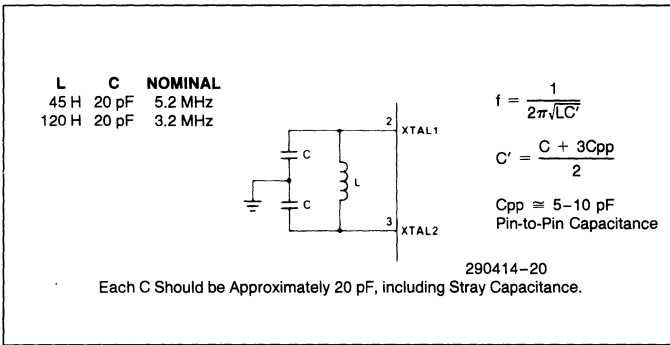 L C NOMINAL
45 H 20 pF 5.2 MHz
120 H 20 pF 3.2 MHz
2
XTAL1
C
L
C
3
XTAL2
f = 1 / 2π√LC′
C′ = C + 3Cpp / 2
Cpp ≅ 5–10 pF
Pin-to-Pin Capacitance
290414–20
Each C Should be Approximately 20 pF, including Stray Capacitance.